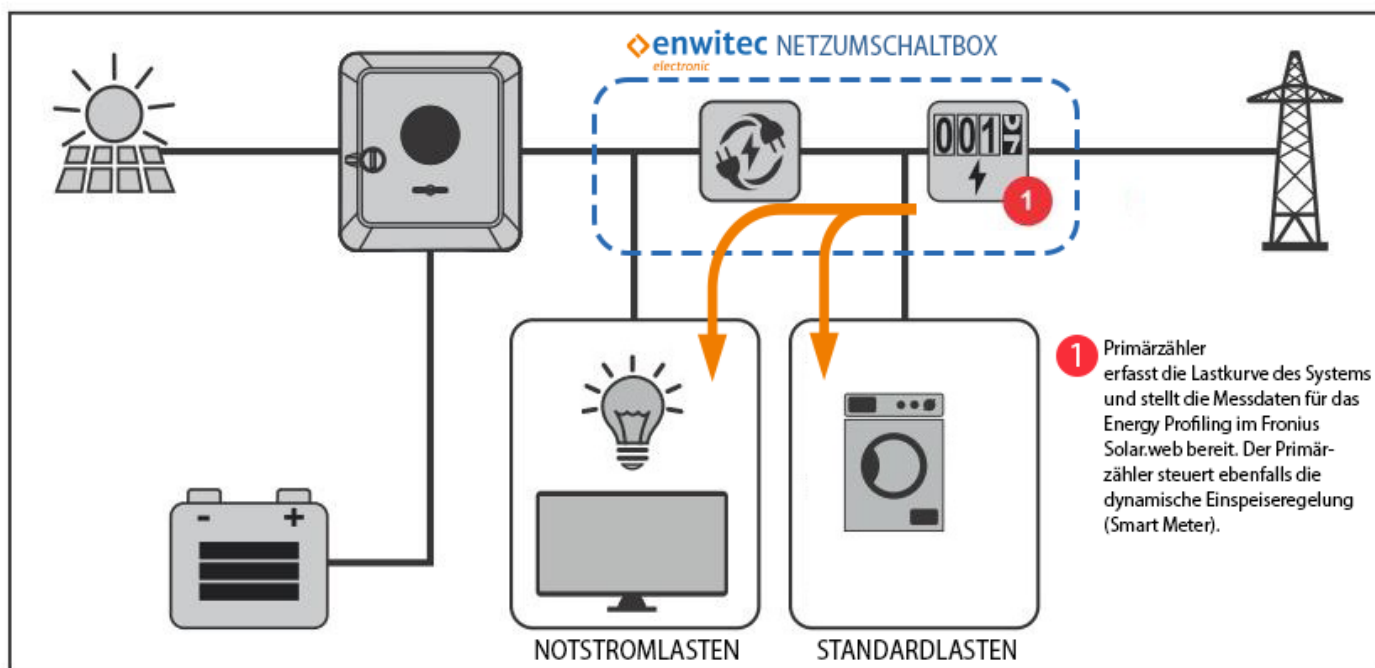 enwitec NETZUMSCHALTBOX
electronic
001
1
- +
1 Primärzähler
erfasst die Lastkurve des Systems
und stellt die Messdaten für das
Energy Profiling im Fronius
Solar.web bereit. Der Primär-
zähler steuert ebenfalls die
dynamische Einspeiseregelung
(Smart Meter).
NOTSTROMLASTEN STANDARDLASTEN